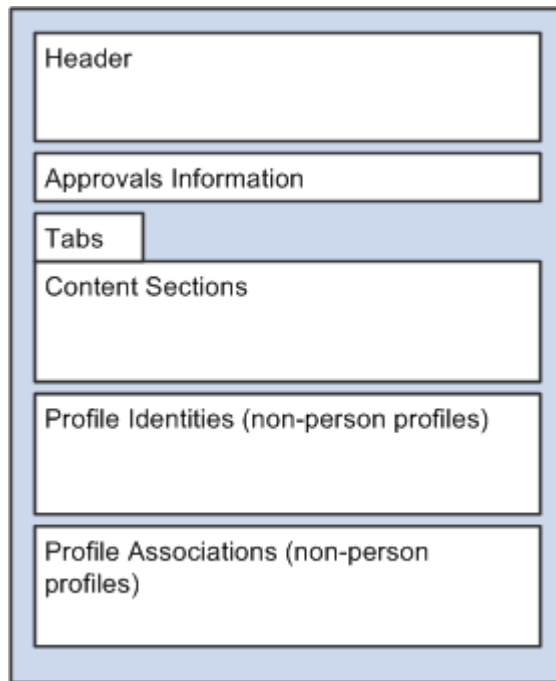 Header
Approvals Information
Tabs
Content Sections
Profile Identities (non-person profiles)
Profile Associations (non-person
profiles)